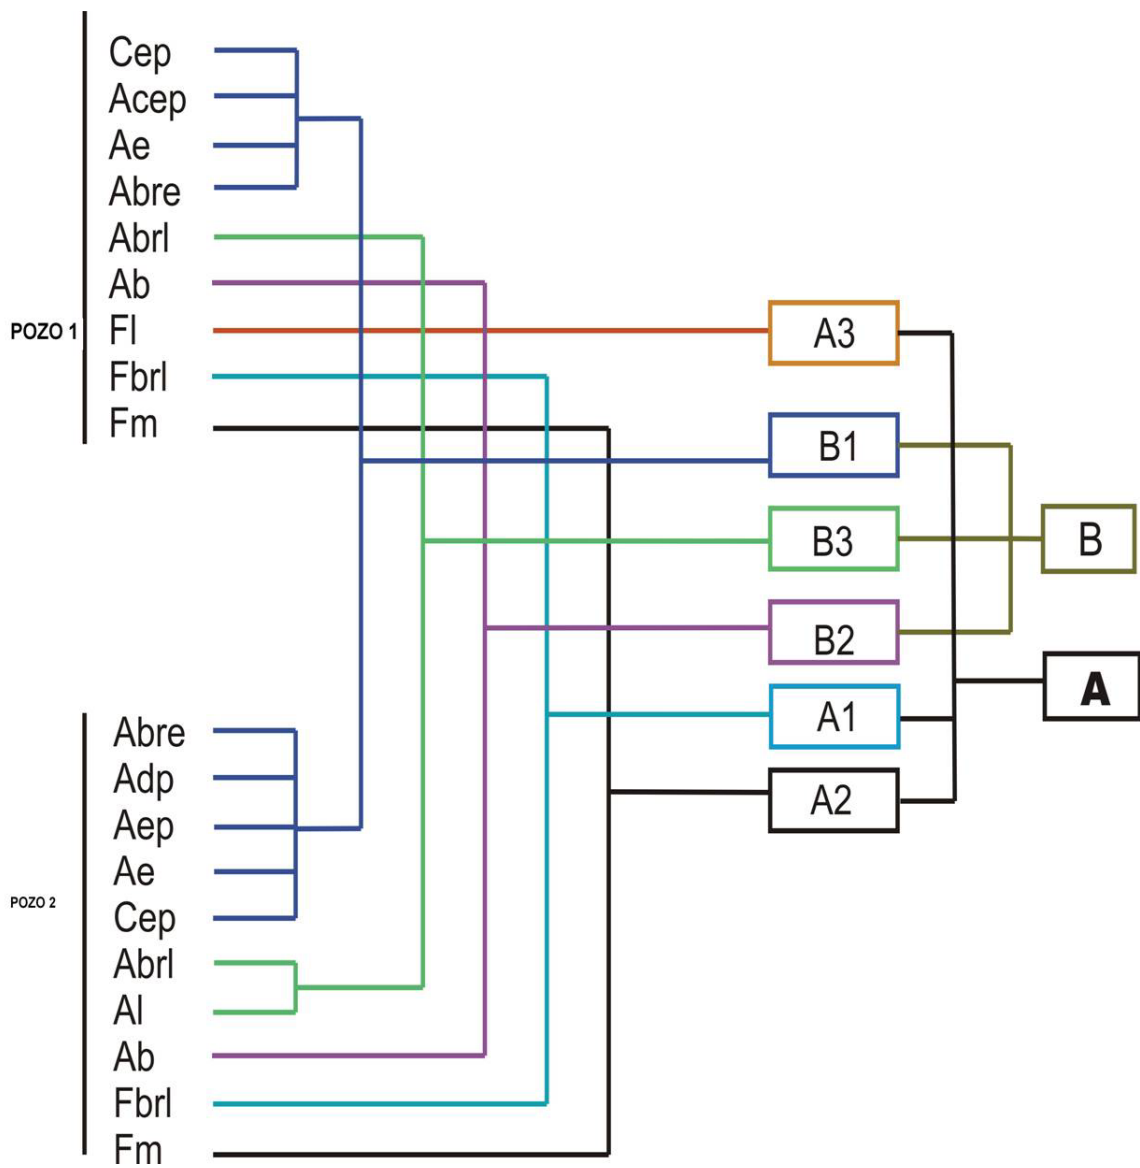 POZO 1
Cep
Acep
Ae
Abre
Abrl
Ab
Fl
Fbrl
Fm
A3
B1
B3
B2
A1
A2
B
A
POZO 2
Abre
Adp
Aep
Ae
Cep
Abrl
Al
Ab
Fbrl
Fm